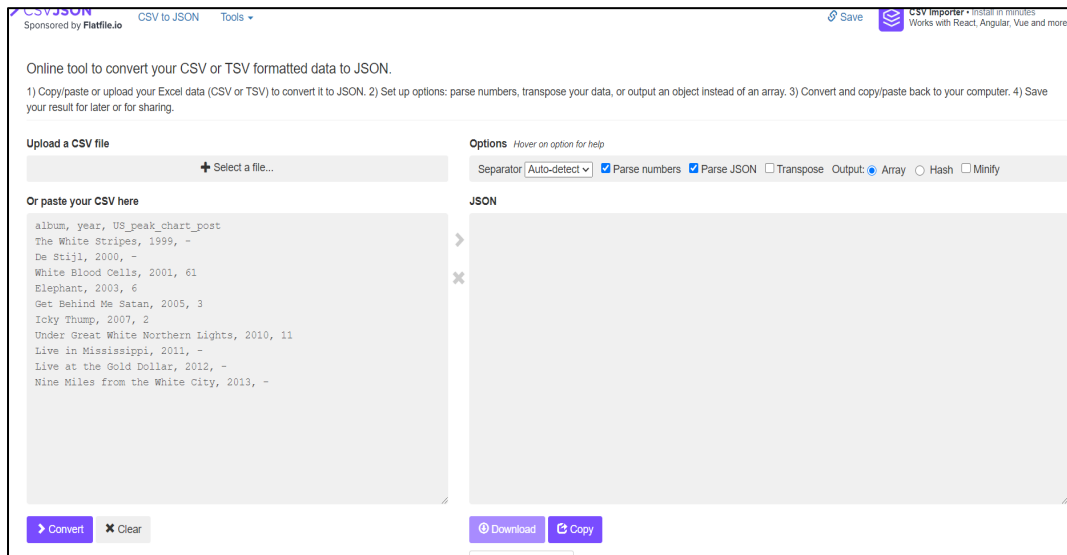 CSVJSON
Sponsored by Flatfile.io
CSV to JSON
Tools
Save
CSV Importer • Install in minutes
Works with React, Angular, Vue and more
Online tool to convert your CSV or TSV formatted data to JSON.
1) Copy/paste or upload your Excel data (CSV or TSV) to convert it to JSON. 2) Set up options: parse numbers, transpose your data, or output an object instead of an array. 3) Convert and copy/paste back to your computer. 4) Save
your result for later or for sharing.
Upload a CSV file
Select a file...
Options Hover on option for help
Separator Auto-detect Parse numbers Parse JSON Transpose Output: Array Hash Minify
Or paste your CSV here
album, year, US_peak_chart_post
The White Stripes, 1999, -
De Stijl, 2000, -
White Blood Cells, 2001, 61
Elephant, 2003, 6
Get Behind Me Satan, 2005, 3
Icky Thump, 2007, 2
Under Great White Northern Lights, 2010, 11
Live in Mississippi, 2011, -
Live at the Gold Dollar, 2012, -
Nine Miles from the White City, 2013, -
JSON
Convert
Clear
Download
Copy